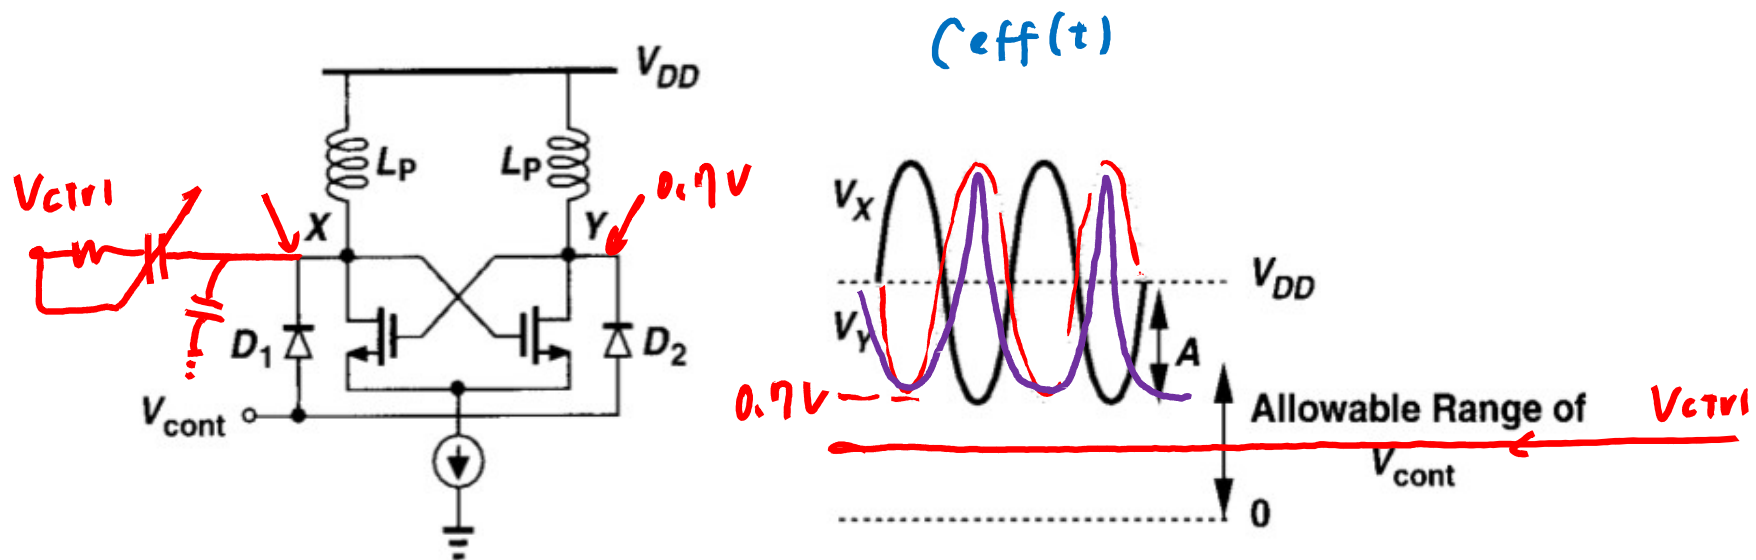 Ceff(t)
VDD
LP
LP
Vctrl
0.7V
X
Y
VX
VDD
VY
A
D1
D2
0.7V
Allowable Range of
Vcont
Vctrl
Vcont
0